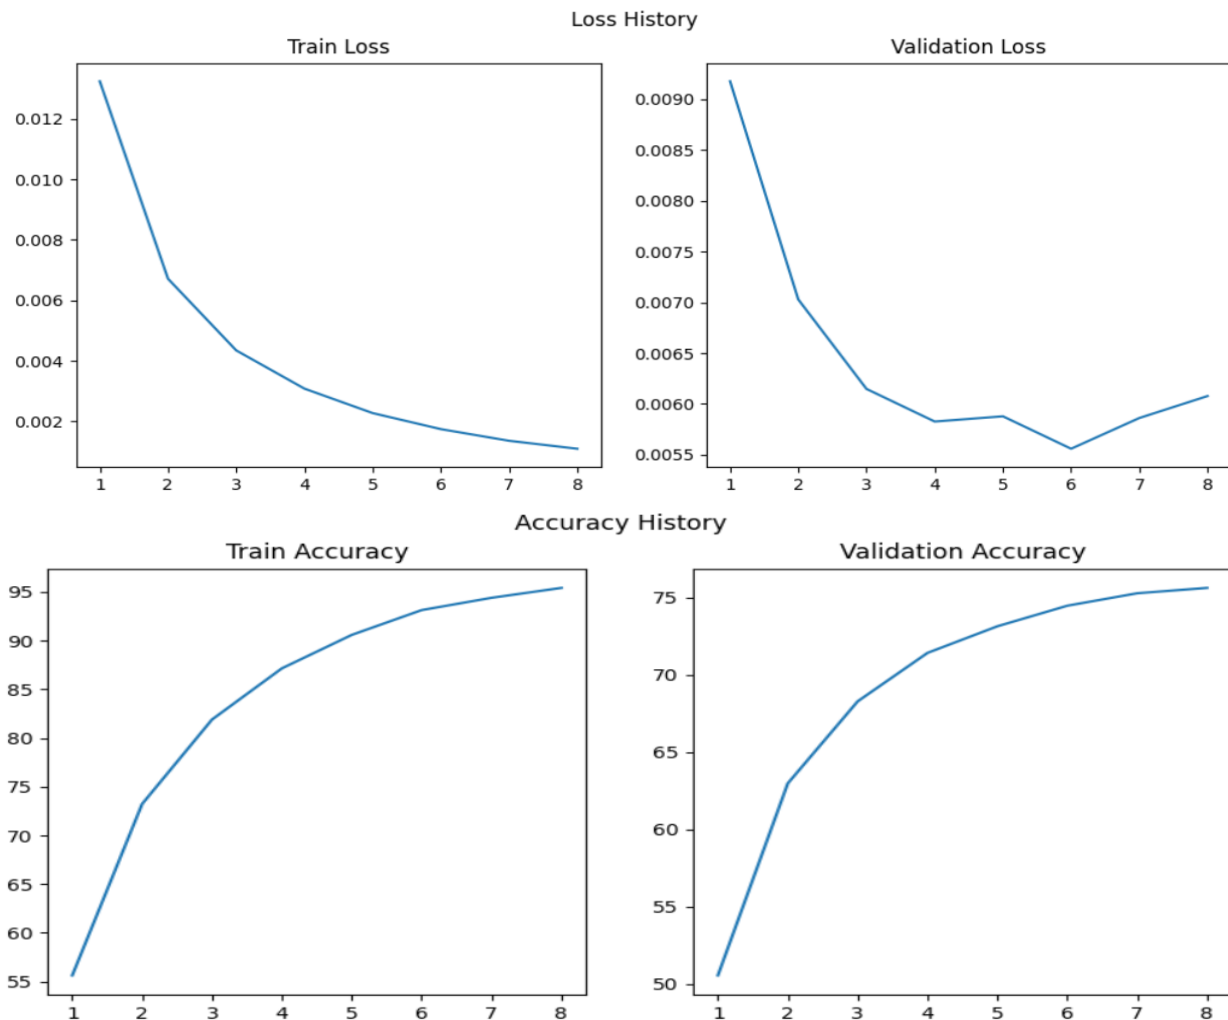 Loss History
Train Loss
0.012
0.010
0.008
0.006
0.004
0.002
1 2 3 4 5 6 7 8
Validation Loss
0.0090
0.0085
0.0080
0.0075
0.0070
0.0065
0.0060
0.0055
1 2 3 4 5 6 7 8
Accuracy History
Train Accuracy
95
90
85
80
75
70
65
60
55
1 2 3 4 5 6 7 8
Validation Accuracy
75
70
65
60
55
50
1 2 3 4 5 6 7 8